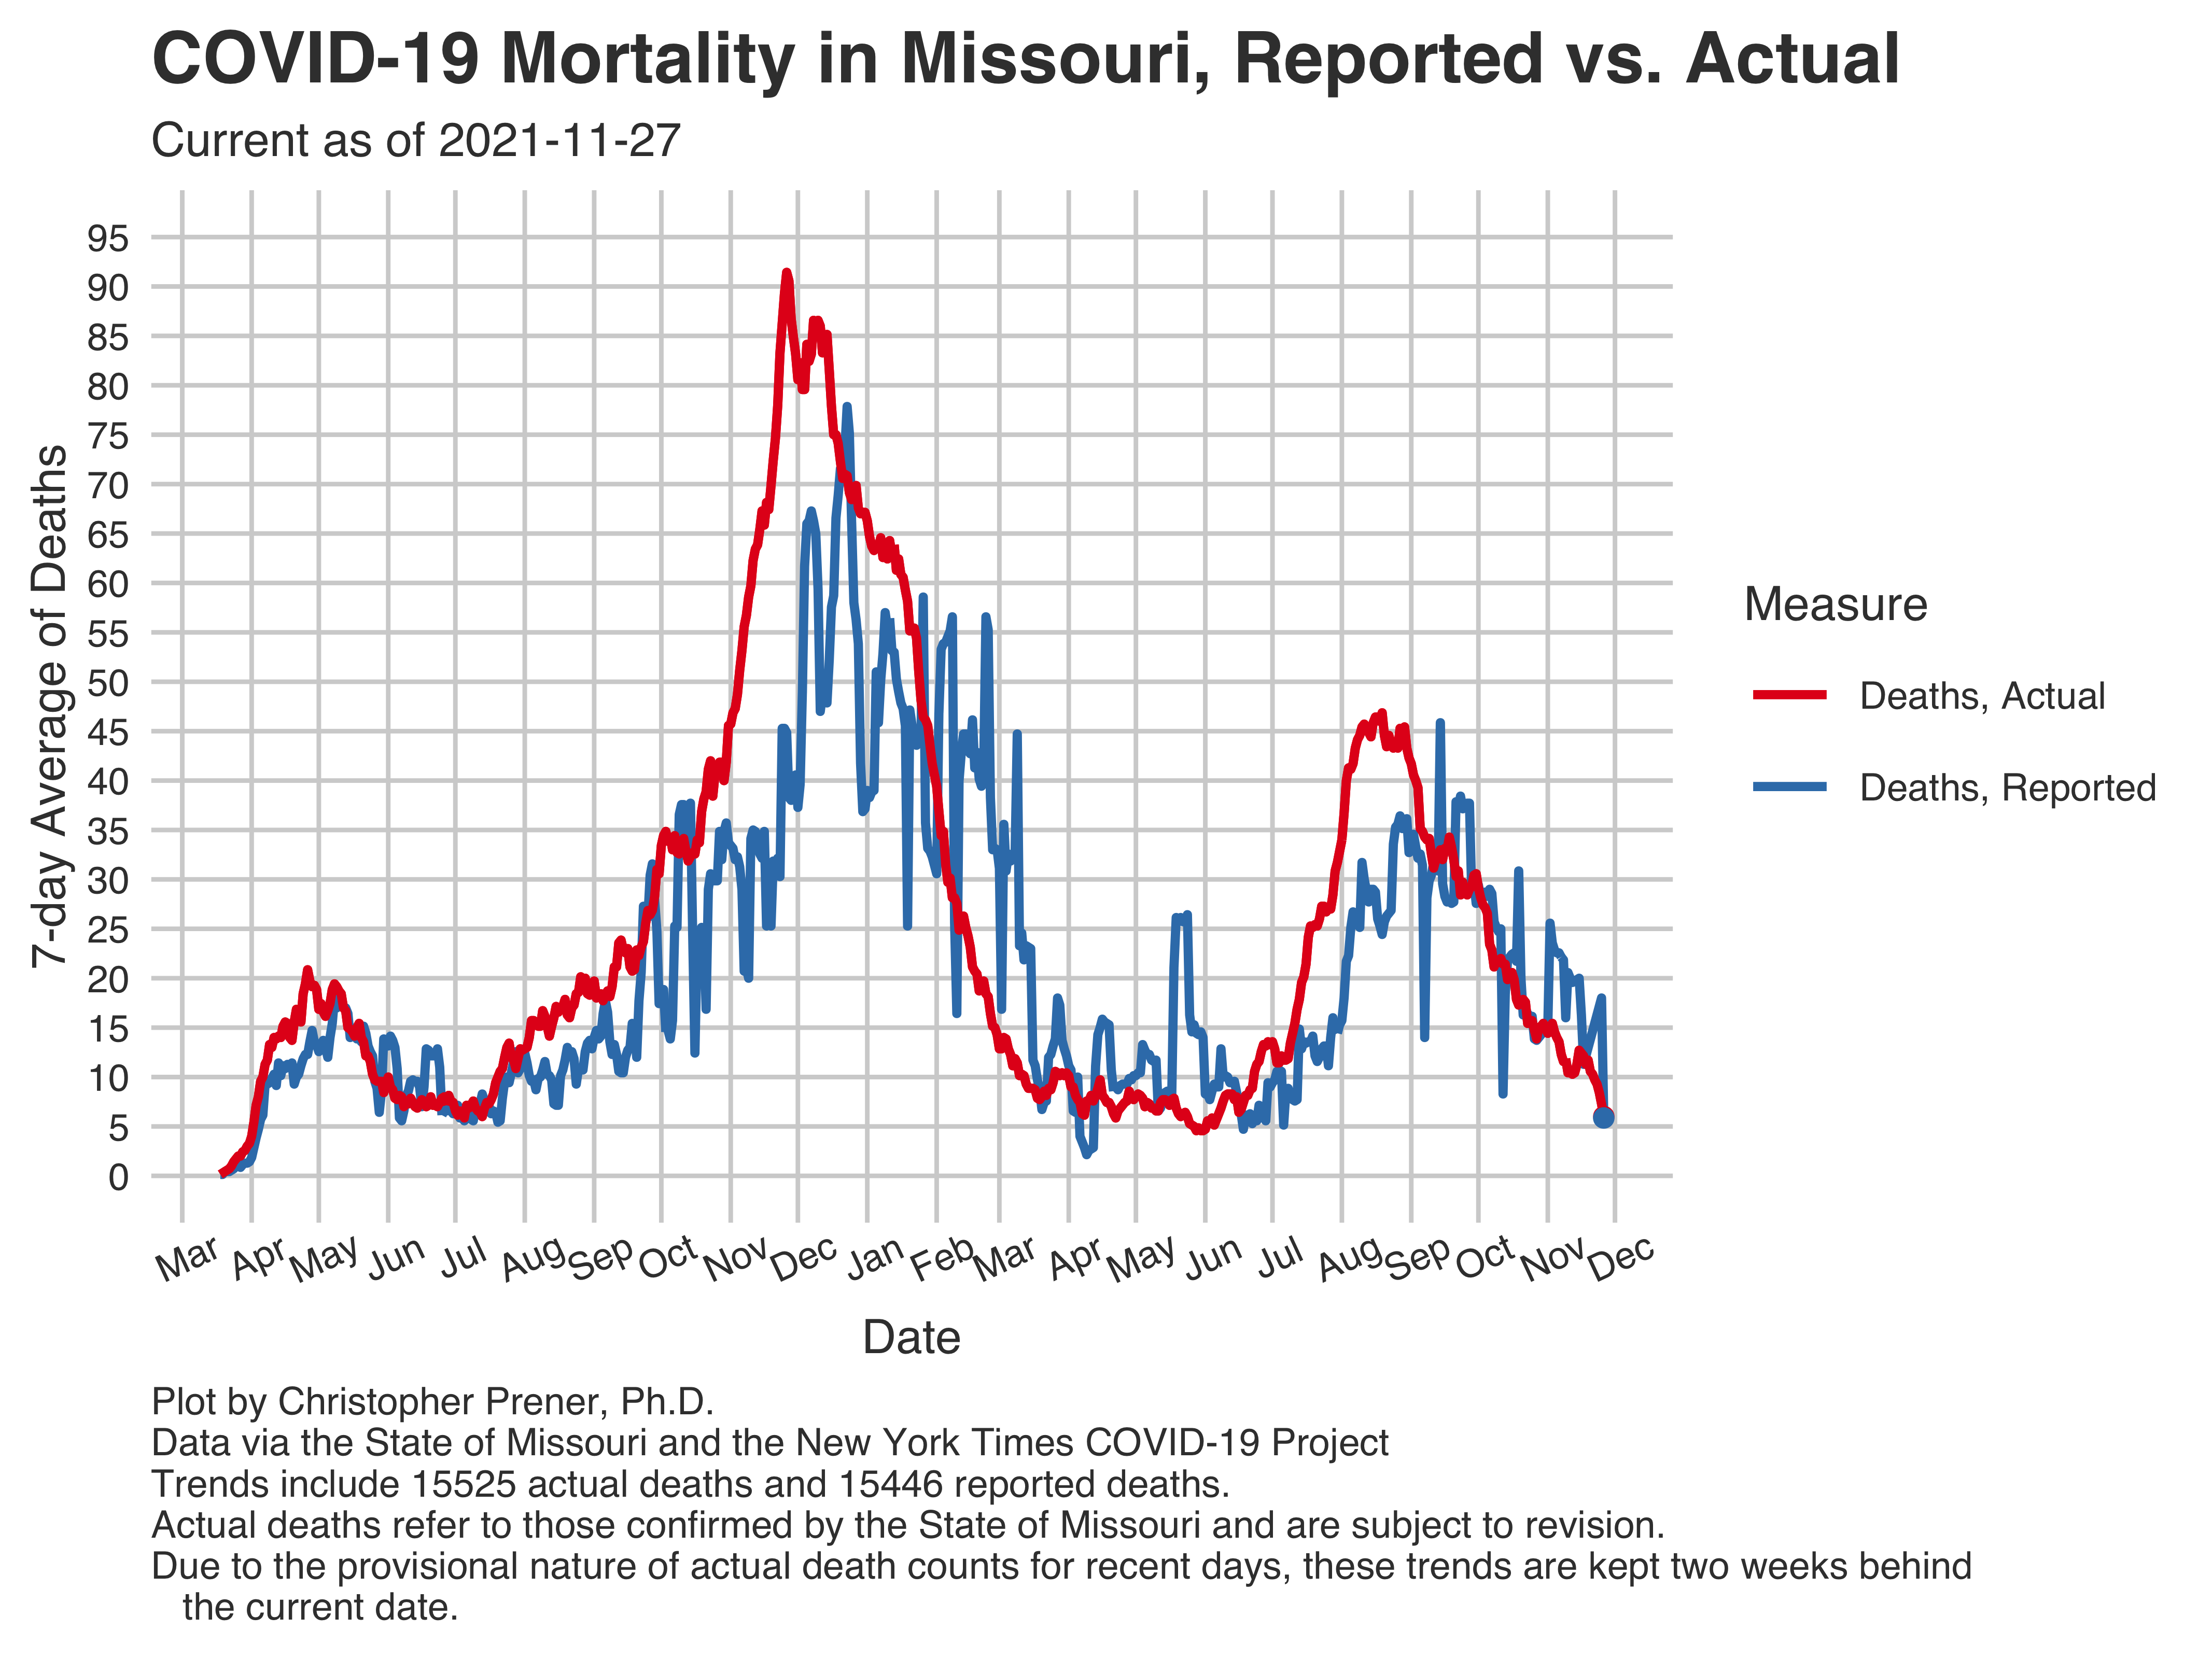 COVID-19 Mortality in Missouri, Reported vs. Actual
Current as of 2021-11-27
7-day Average of Deaths
95
90
85
80
75
70
65
60
55
50
45
40
35
30
25
20
15
10
5
0
Mar Apr May Jun Jul Aug Sep Oct Nov Dec Jan Feb Mar Apr May Jun Jul Aug Sep Oct Nov Dec
Date
Measure
Deaths, Actual
Deaths, Reported
Plot by Christopher Prener, Ph.D.
Data via the State of Missouri and the New York Times COVID-19 Project
Trends include 15525 actual deaths and 15446 reported deaths.
Actual deaths refer to those confirmed by the State of Missouri and are subject to revision.
Due to the provisional nature of actual death counts for recent days, these trends are kept two weeks behind
the current date.